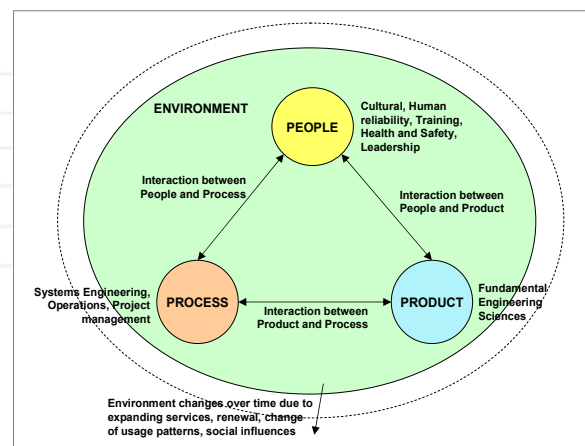 ENVIRONMENT
PEOPLE
Cultural, Human
reliability, Training,
Health and Safety,
Leadership
Interaction between
People and Process
Interaction between
People and Product
Systems Engineering,
Operations, Project
management
PROCESS
Interaction between
Product and Process
PRODUCT
Fundamental
Engineering
Sciences
Environment changes over time due to
expanding services, renewal, change
of usage patterns, social influences